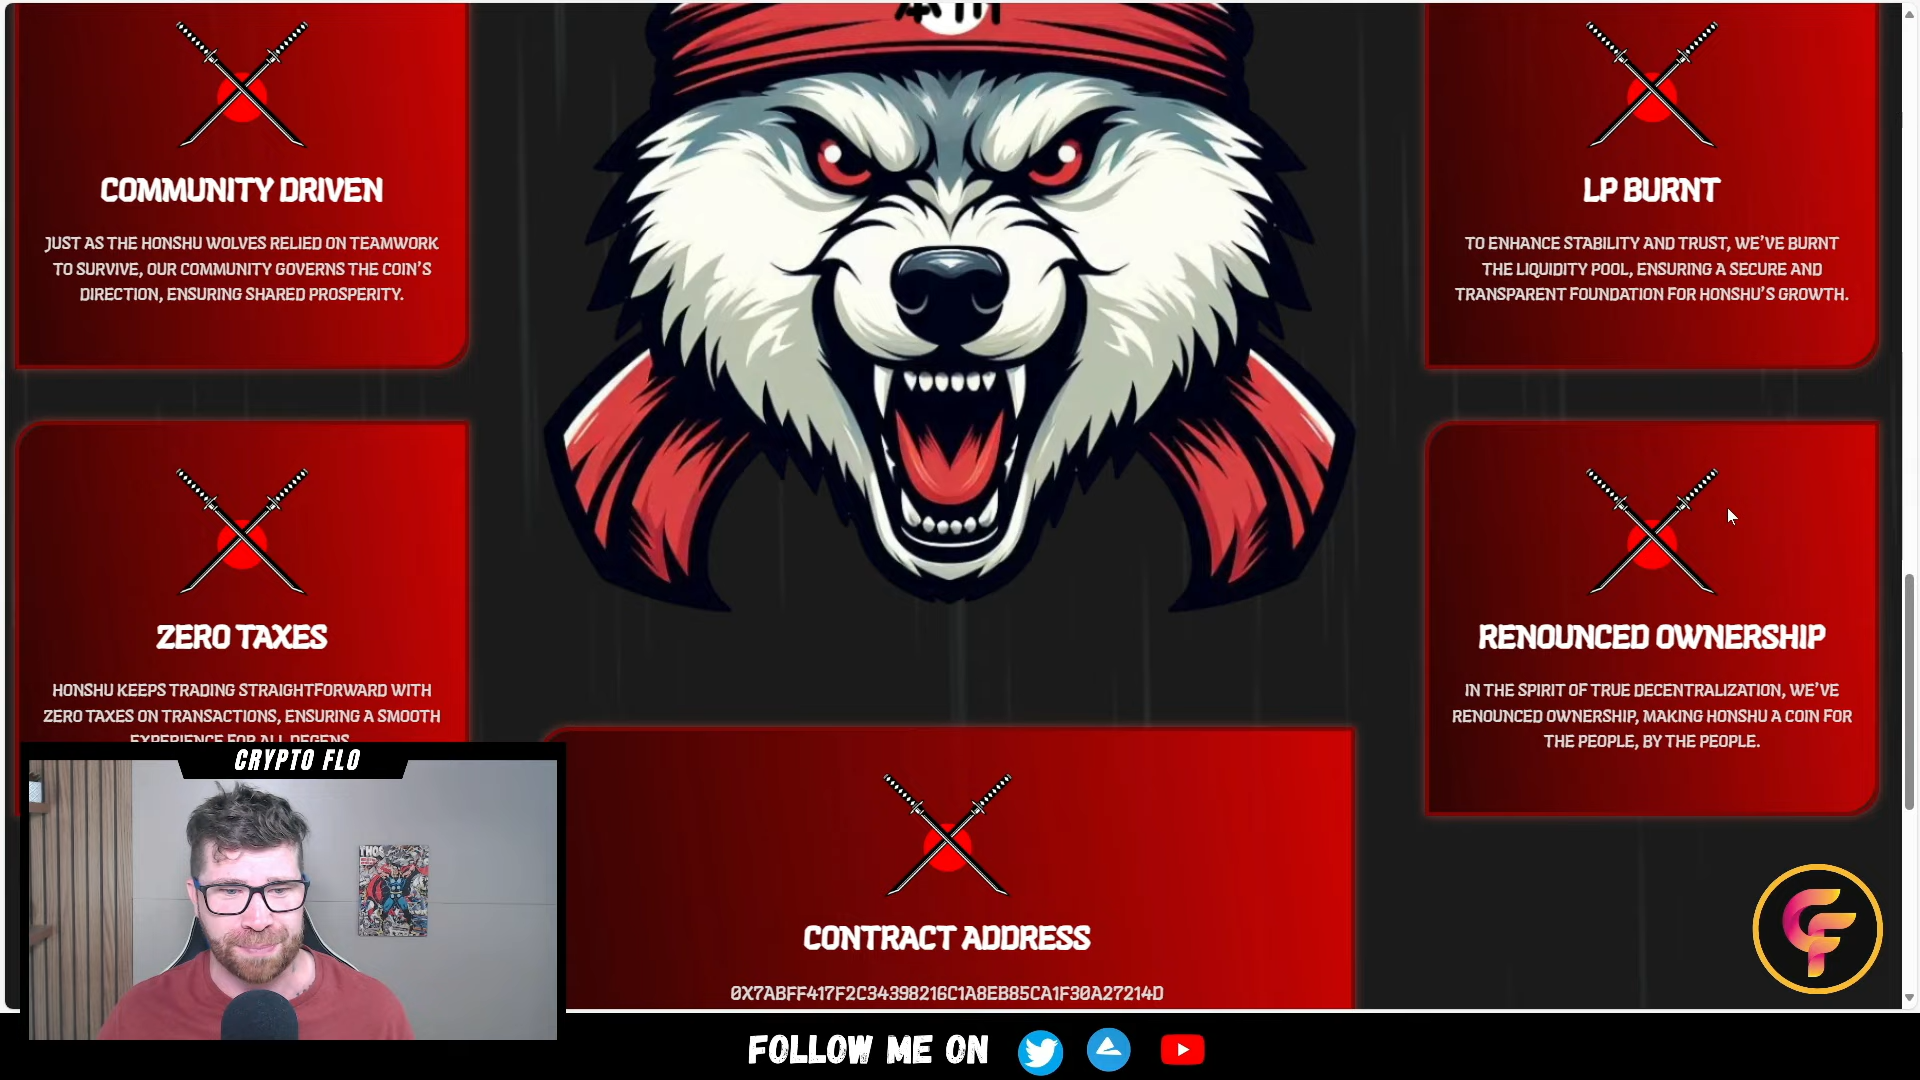 COMMUNITY DRIVEN
JUST AS THE HONSHU WOLVES RELIED ON TEAMWORK
TO SURVIVE, OUR COMMUNITY GOVERNS THE COIN'S
DIRECTION, ENSURING SHARED PROSPERITY.
LP BURNT
TO ENHANCE STABILITY AND TRUST, WE'VE BURNT
THE LIQUIDITY POOL, ENSURING A SECURE AND
TRANSPARENT FOUNDATION FOR HONSHU'S GROWTH.
ZERO TAXES
HONSHU KEEPS TRADING STRAIGHTFORWARD WITH
ZERO TAXES ON TRANSACTIONS, ENSURING A SMOOTH
EXPERIENCE FOR ALL DEGENS
RENOUNCED OWNERSHIP
IN THE SPIRIT OF TRUE DECENTRALIZATION, WE'VE
RENOUNCED OWNERSHIP, MAKING HONSHU A COIN FOR
THE PEOPLE, BY THE PEOPLE.
CONTRACT ADDRESS
0X7ABFF417F2C34398216C1A8EB85CA1F30A27214D
CRYPTO FLO
FOLLOW ME ON